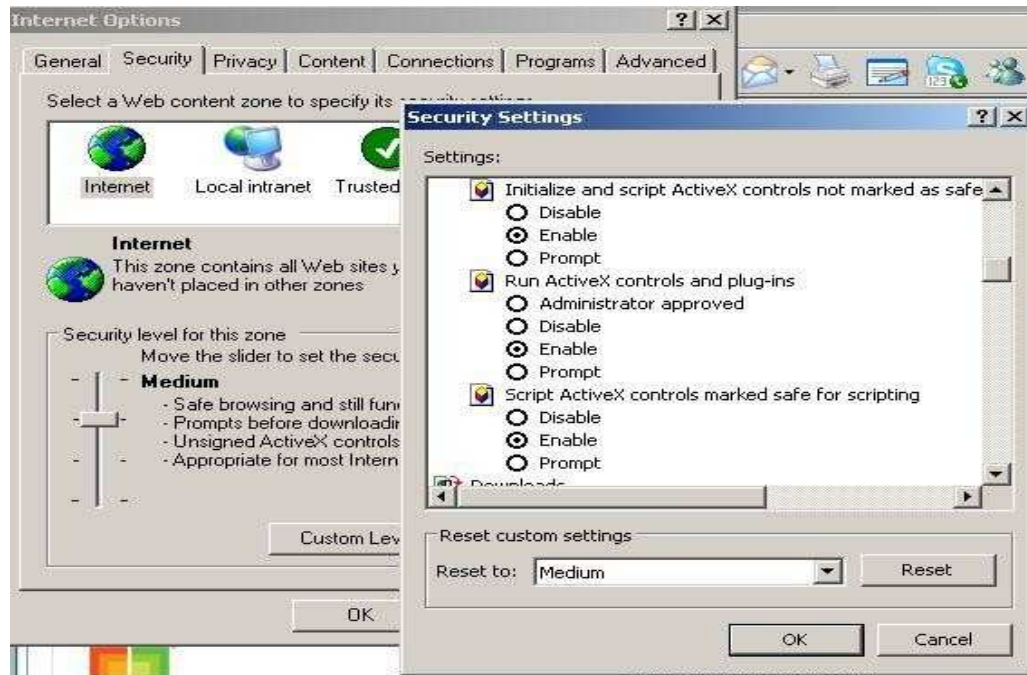 Internet Options
General Security Privacy Content Connections Programs Advanced
Select a Web content zone to specify its
Internet Local intranet Trusted
Internet
This zone contains all Web sites y
haven't placed in other zones
Security level for this zone
Move the slider to set the secu
Medium
- Safe browsing and still fun
- Prompts before downloadin
- Unsigned ActiveX controls
- Appropriate for most Intern
Custom Lev
OK
Security Settings
Settings:
Initialize and script ActiveX controls not marked as safe
Disable
Enable
Prompt
Run ActiveX controls and plug-ins
Administrator approved
Disable
Enable
Prompt
Script ActiveX controls marked safe for scripting
Disable
Enable
Prompt
Downloads
Reset custom settings
Reset to: Medium Reset
OK Cancel
123